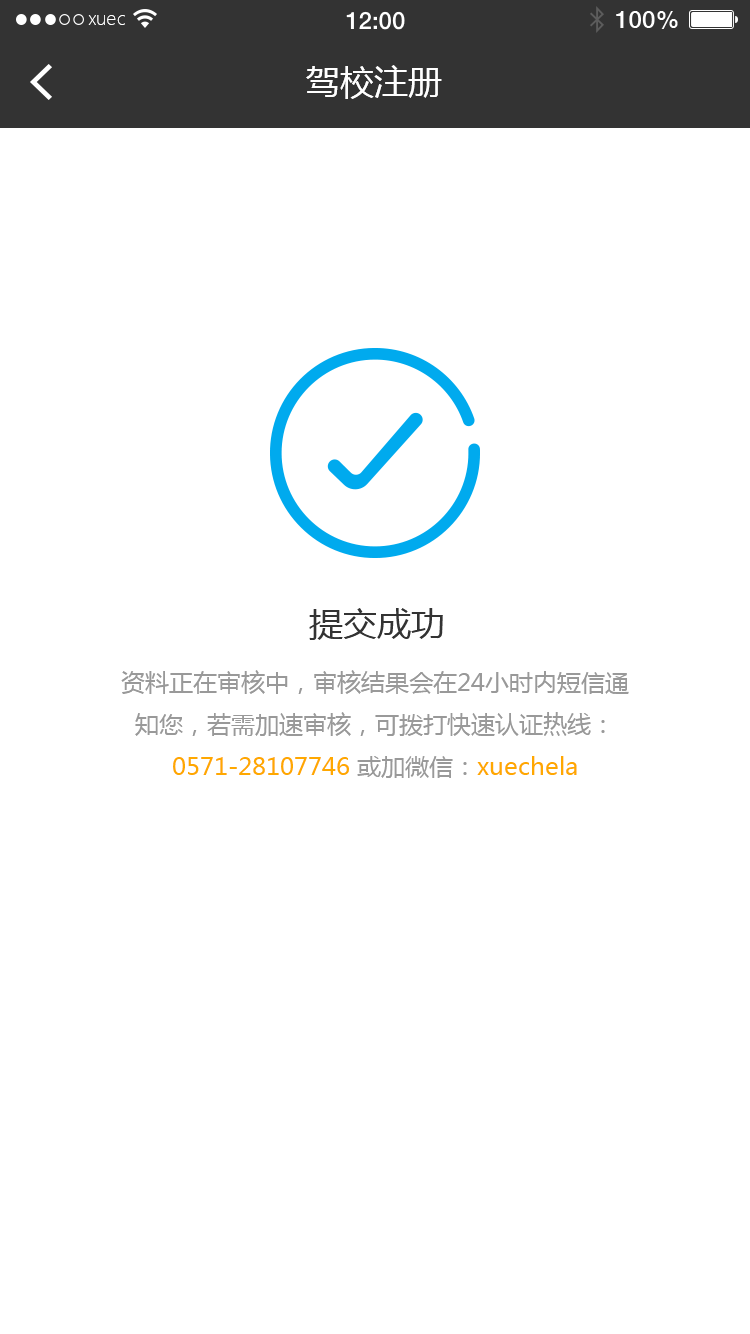 xuec
12:00
100%
驾校注册
提交成功
资料正在审核中，审核结果会在24小时内短信通
知您，若需加速审核，可拨打快速认证热线：
0571-28107746 或加微信：xuechela